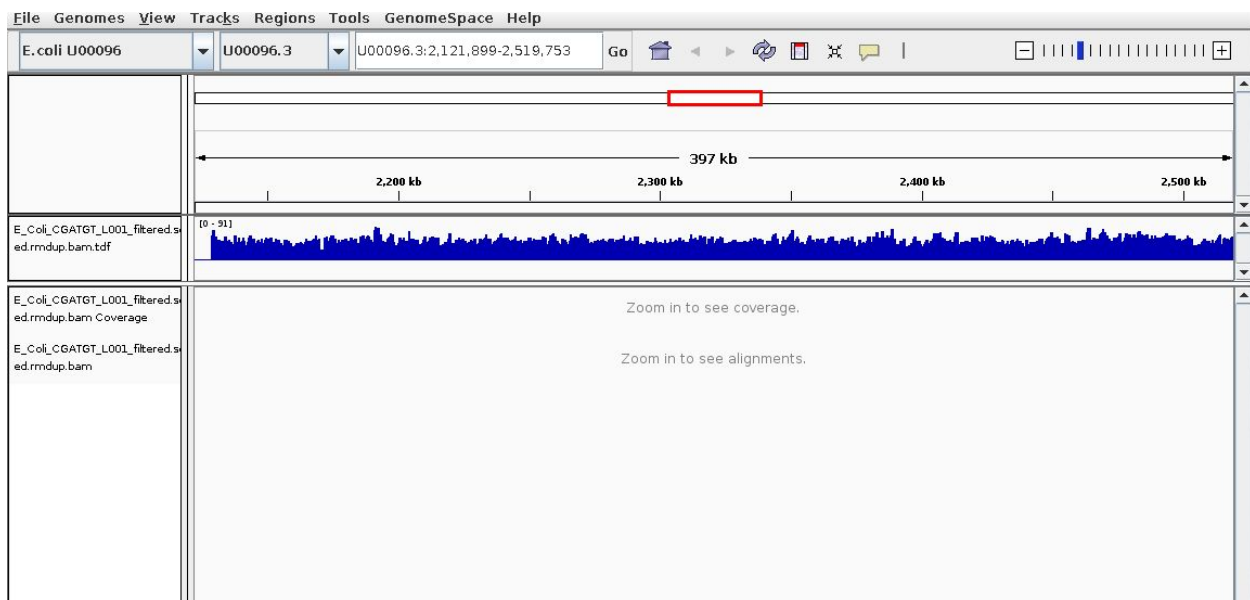 File Genomes View Tracks Regions Tools GenomeSpace Help
E.coli U00096 U00096.3 U00096.3:2,121,899-2,519,753 Go
397 kb
2,200 kb 2,300 kb 2,400 kb 2,500 kb
E_Coli_CGATGT_L001_filtered.s
ed.rmdup.bam.tdf
[0 - 91]
E_Coli_CGATGT_L001_filtered.s
ed.rmdup.bam Coverage
Zoom in to see coverage.
E_Coli_CGATGT_L001_filtered.s
ed.rmdup.bam
Zoom in to see alignments.